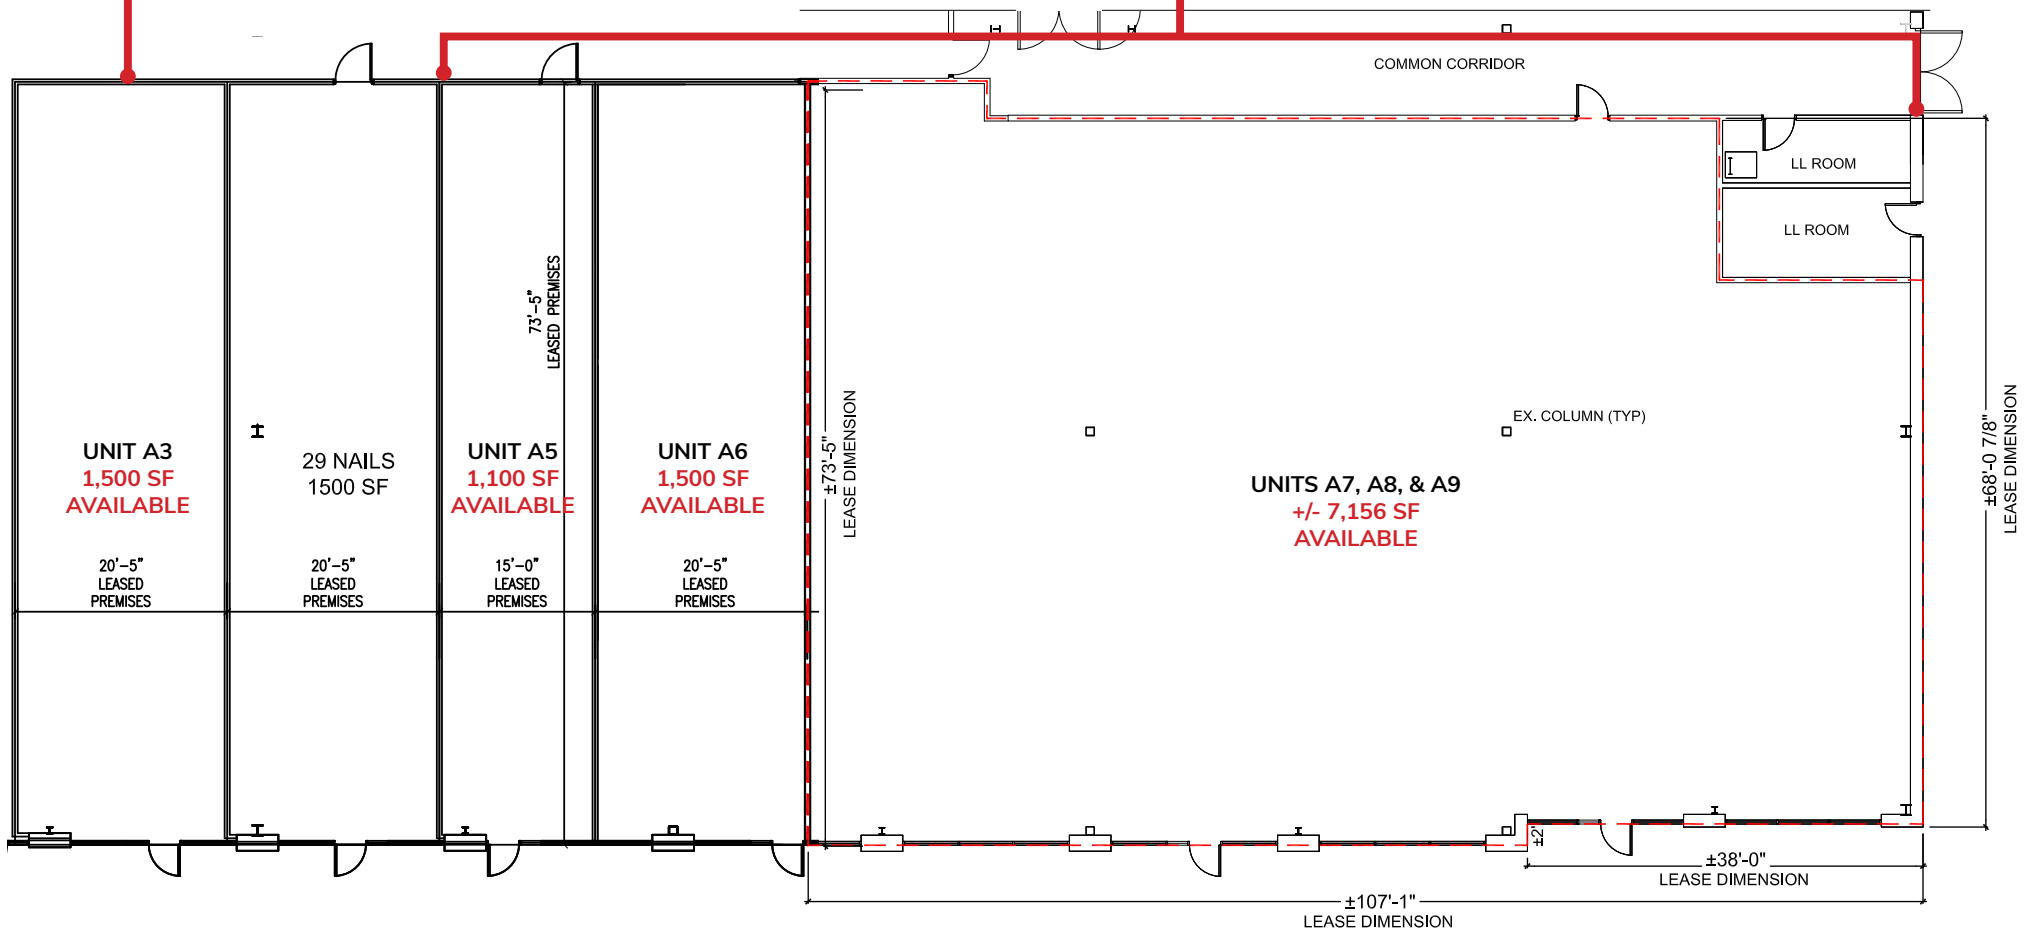 COMMON CORRIDOR
LL ROOM
LL ROOM
73'-5"
LEASED PREMISES
±73'-5"
LEASE DIMENSION
EX. COLUMN (TYP)
±68'-0 7/8"
LEASE DIMENSION
UNIT A3
1,500 SF
AVAILABLE
29 NAILS
1500 SF
UNIT A5
1,100 SF
AVAILABLE
UNIT A6
1,500 SF
AVAILABLE
UNITS A7, A8, & A9
+/- 7,156 SF
AVAILABLE
20'-5"
LEASED
PREMISES
20'-5"
LEASED
PREMISES
15'-0"
LEASED
PREMISES
20'-5"
LEASED
PREMISES
±2'
±38'-0"
LEASE DIMENSION
±107'-1"
LEASE DIMENSION